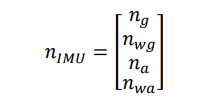 n_IMU = [n_g
n_wg
n_a
n_wa]